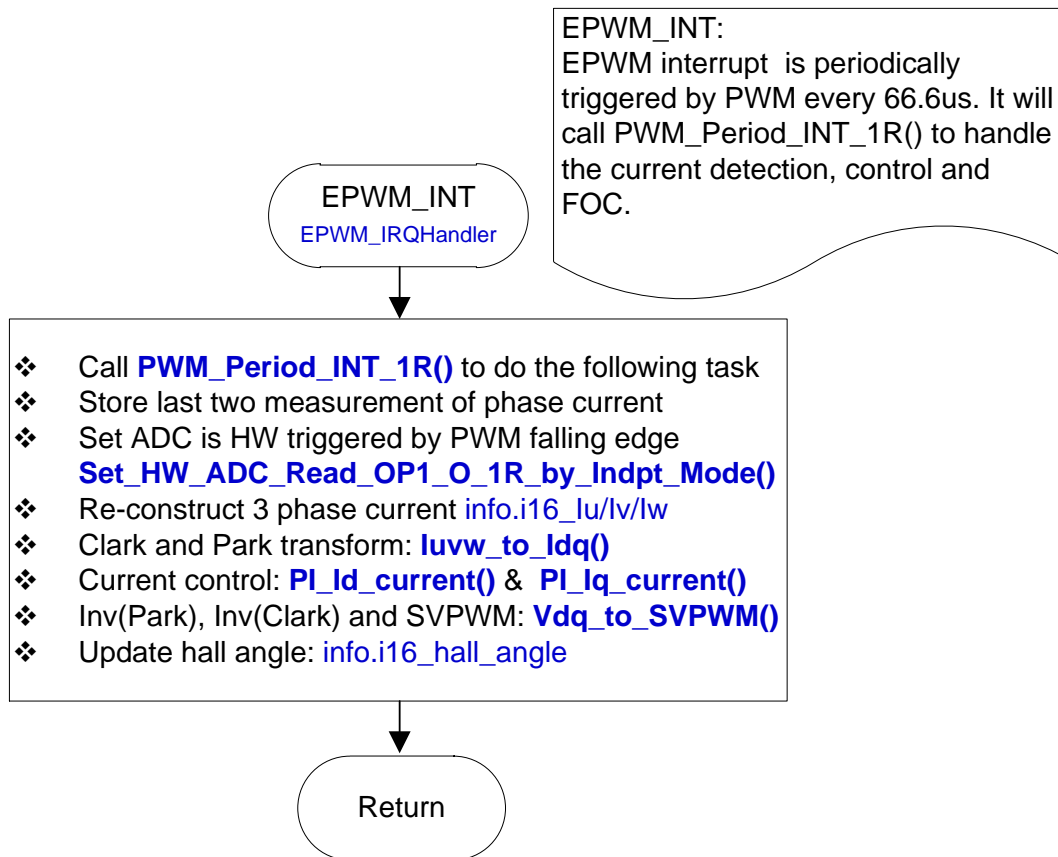 EPWM_INT:
EPWM interrupt  is periodically
triggered by PWM every 66.6us. It will
call PWM_Period_INT_1R() to handle
the current detection, control and
FOC.
EPWM_INT
EPWM_IRQHandler
❖ Call PWM_Period_INT_1R() to do the following task
❖ Store last two measurement of phase current
❖ Set ADC is HW triggered by PWM falling edge
Set_HW_ADC_Read_OP1_O_1R_by_Indpt_Mode()
❖ Re-construct 3 phase current info.i16_Iu/Iv/Iw
❖ Clark and Park transform: Iuvw_to_Idq()
❖ Current control: PI_Id_current() &  PI_Iq_current()
❖ Inv(Park), Inv(Clark) and SVPWM: Vdq_to_SVPWM()
❖ Update hall angle: info.i16_hall_angle
Return